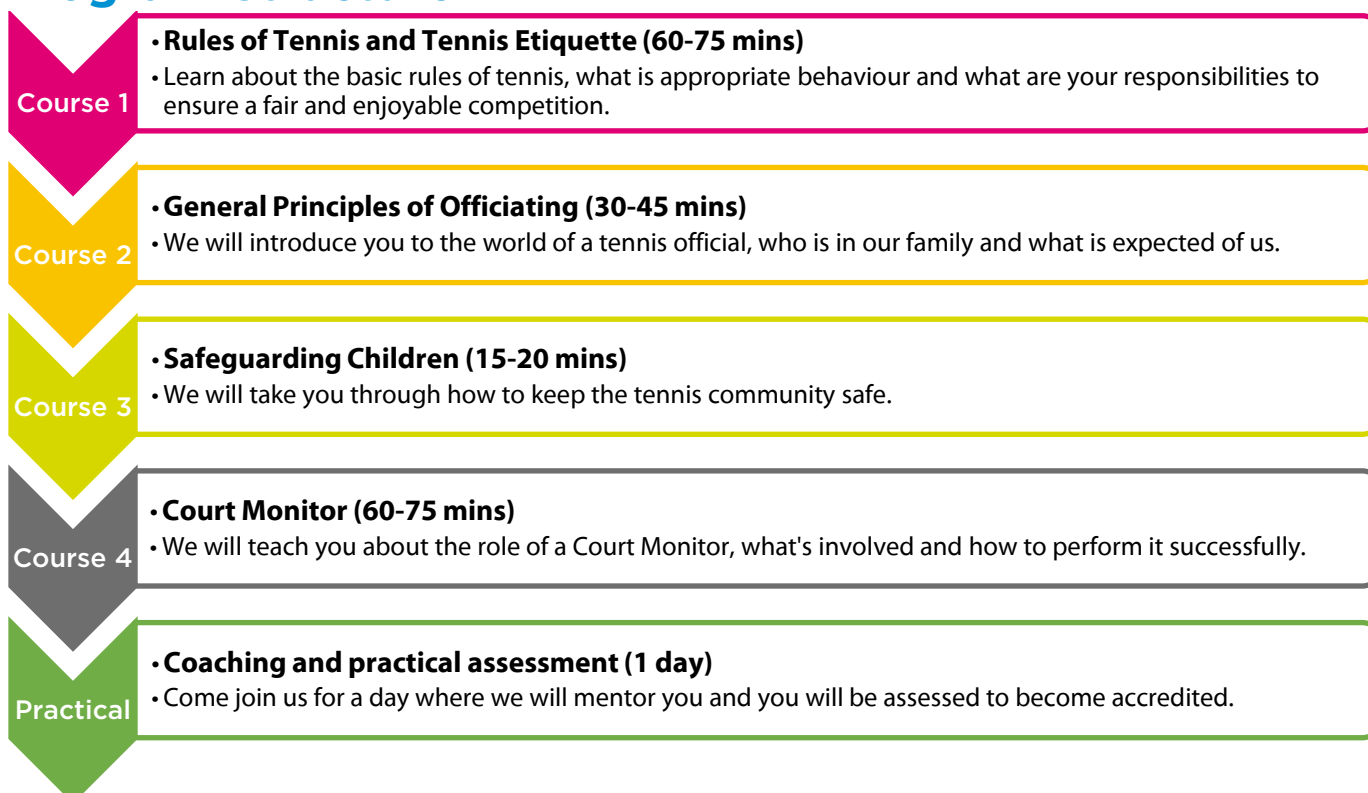 Course 1
• Rules of Tennis and Tennis Etiquette (60-75 mins)
• Learn about the basic rules of tennis, what is appropriate behaviour and what are your responsibilities to
ensure a fair and enjoyable competition.
Course 2
• General Principles of Officiating (30-45 mins)
• We will introduce you to the world of a tennis official, who is in our family and what is expected of us.
Course 3
• Safeguarding Children (15-20 mins)
• We will take you through how to keep the tennis community safe.
Course 4
• Court Monitor (60-75 mins)
• We will teach you about the role of a Court Monitor, what's involved and how to perform it successfully.
Practical
• Coaching and practical assessment (1 day)
• Come join us for a day where we will mentor you and you will be assessed to become accredited.